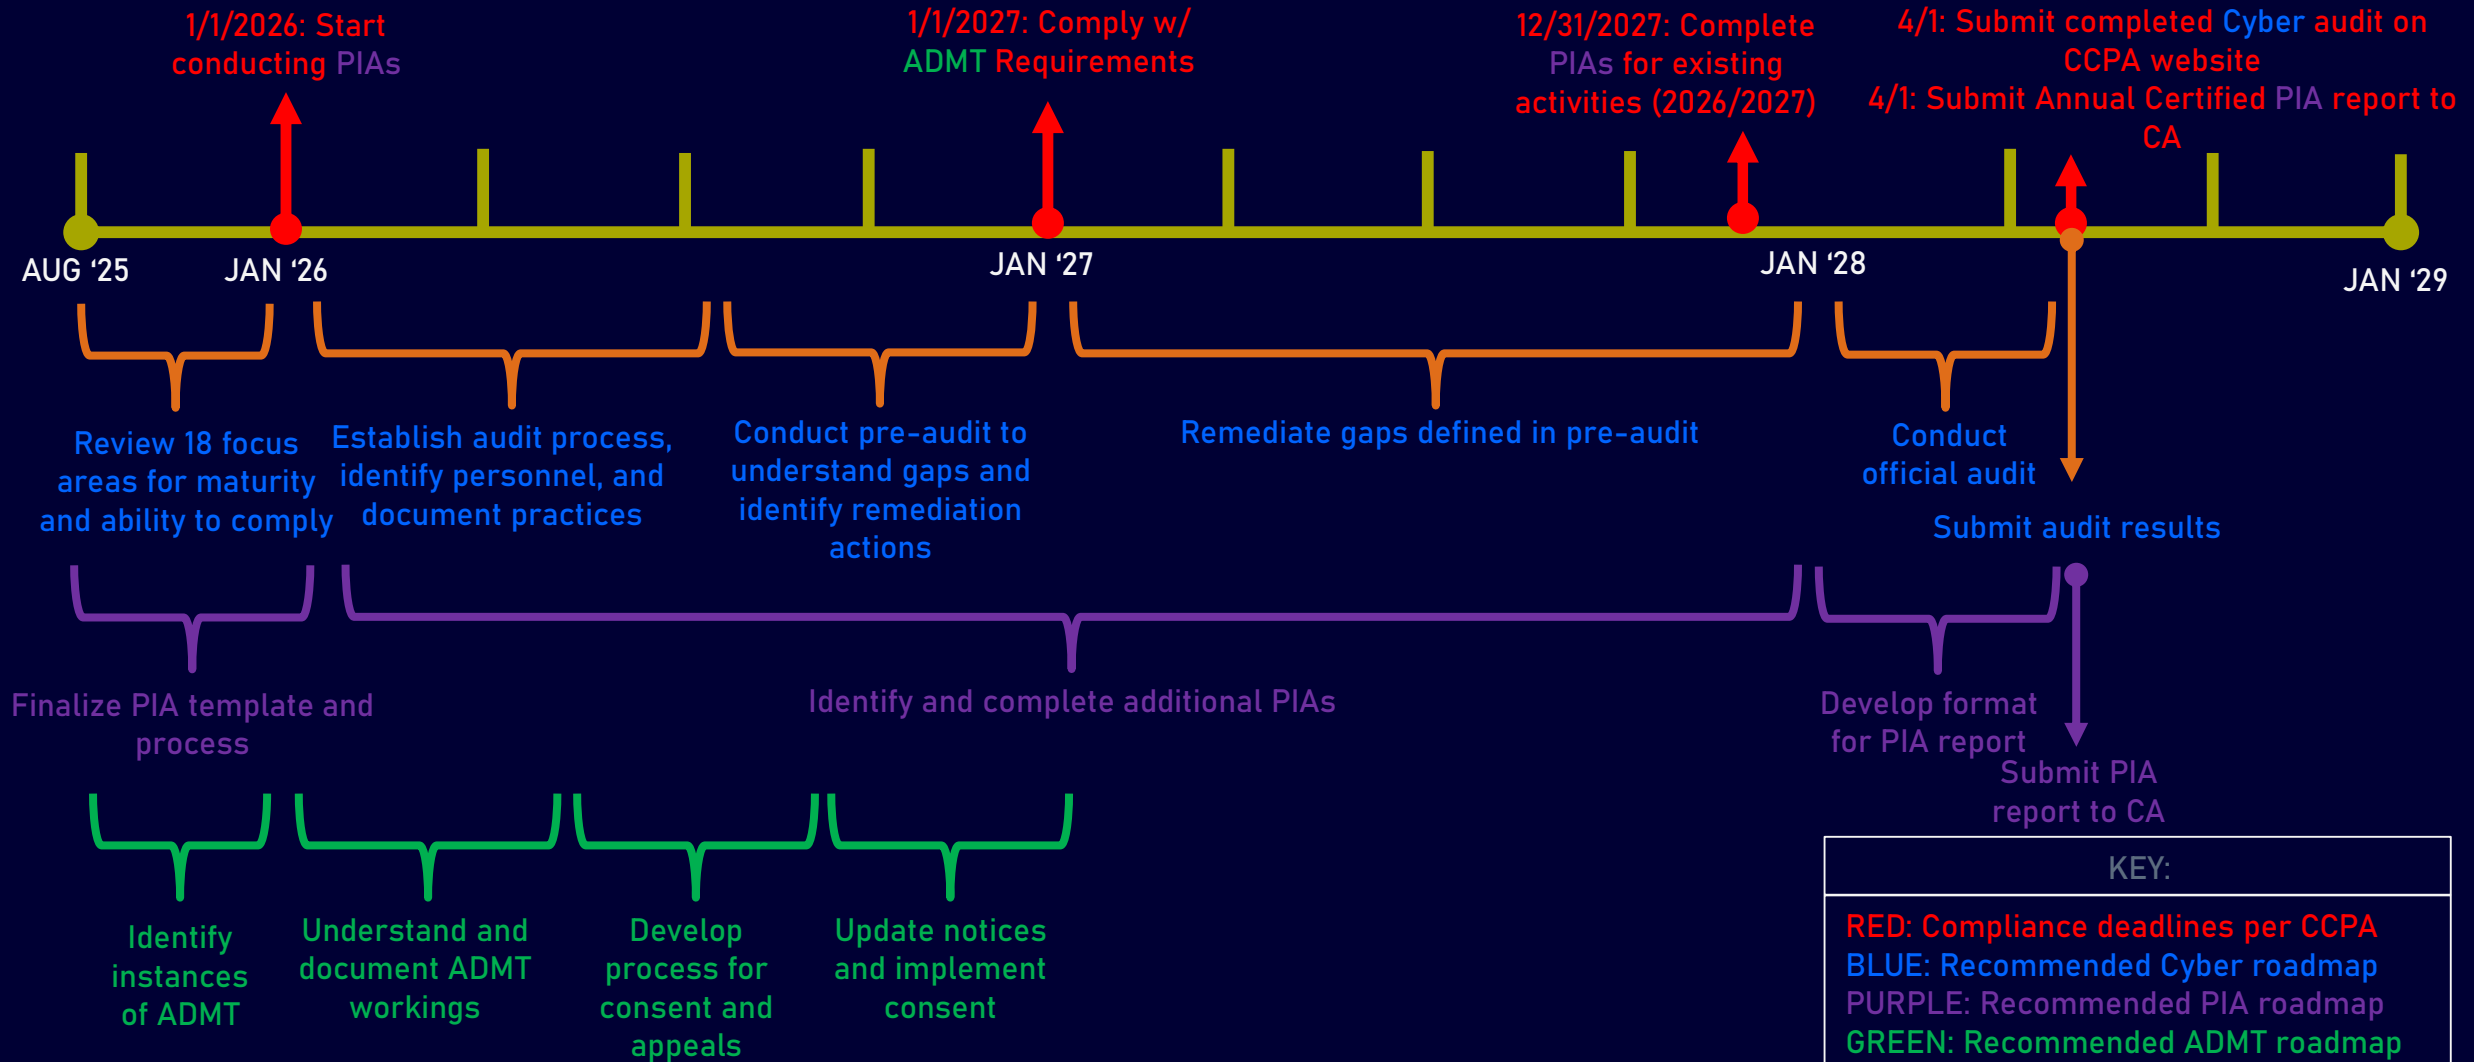 1/1/2026: Start
conducting PIAs
1/1/2027: Comply w/
ADMT Requirements
12/31/2027: Complete
PIAs for existing
activities (2026/2027)
4/1: Submit completed Cyber audit on
CCPA website
4/1: Submit Annual Certified PIA report to
CA
AUG ‘25
JAN ‘26
JAN ‘27
JAN ‘28
JAN ‘29
Review 18 focus
areas for maturity
and ability to comply
Establish audit process,
identify personnel, and
document practices
Conduct pre-audit to
understand gaps and
identify remediation
actions
Remediate gaps defined in pre-audit
Conduct
official audit
Submit audit results
Finalize PIA template and
process
Identify and complete additional PIAs
Develop format
for PIA report
Submit PIA
report to CA
Identify
instances
of ADMT
Understand and
document ADMT
workings
Develop
process for
consent and
appeals
Update notices
and implement
consent
KEY:
RED: Compliance deadlines per CCPA
BLUE: Recommended Cyber roadmap
PURPLE: Recommended PIA roadmap
GREEN: Recommended ADMT roadmap